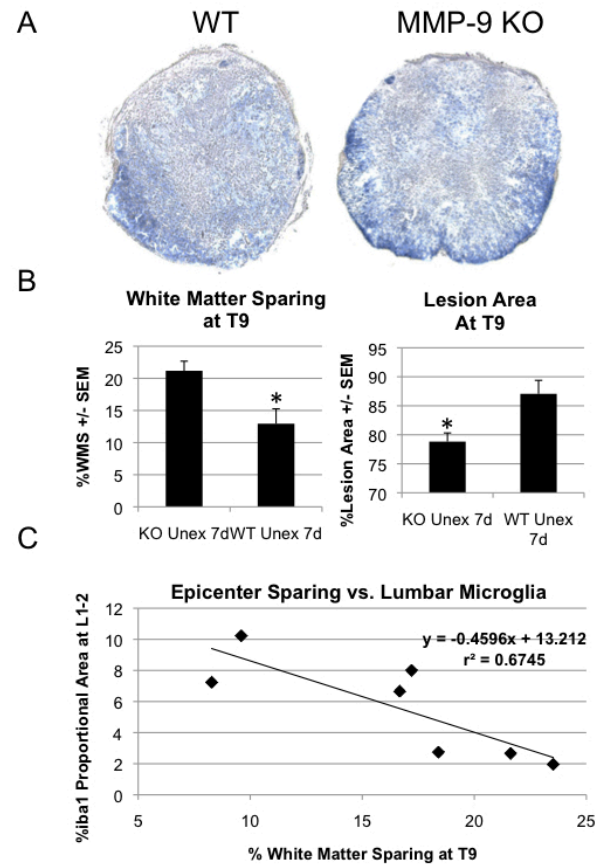 A
WT
MMP-9 KO
B
White Matter Sparing
at T9
%WMS +/- SEM
25
20
15
10
5
0
*
KO Unex 7d
WT Unex 7d
Lesion Area
At T9
%Lesion Area +/- SEM
95
90
85
80
75
70
*
KO Unex 7d
WT Unex
7d
C
Epicenter Sparing vs. Lumbar Microglia
%iba1 Proportional Area at L1-2
12
10
8
6
4
2
0
y = -0.4596x + 13.212
r² = 0.6745
5
10
15
20
25
% White Matter Sparing at T9